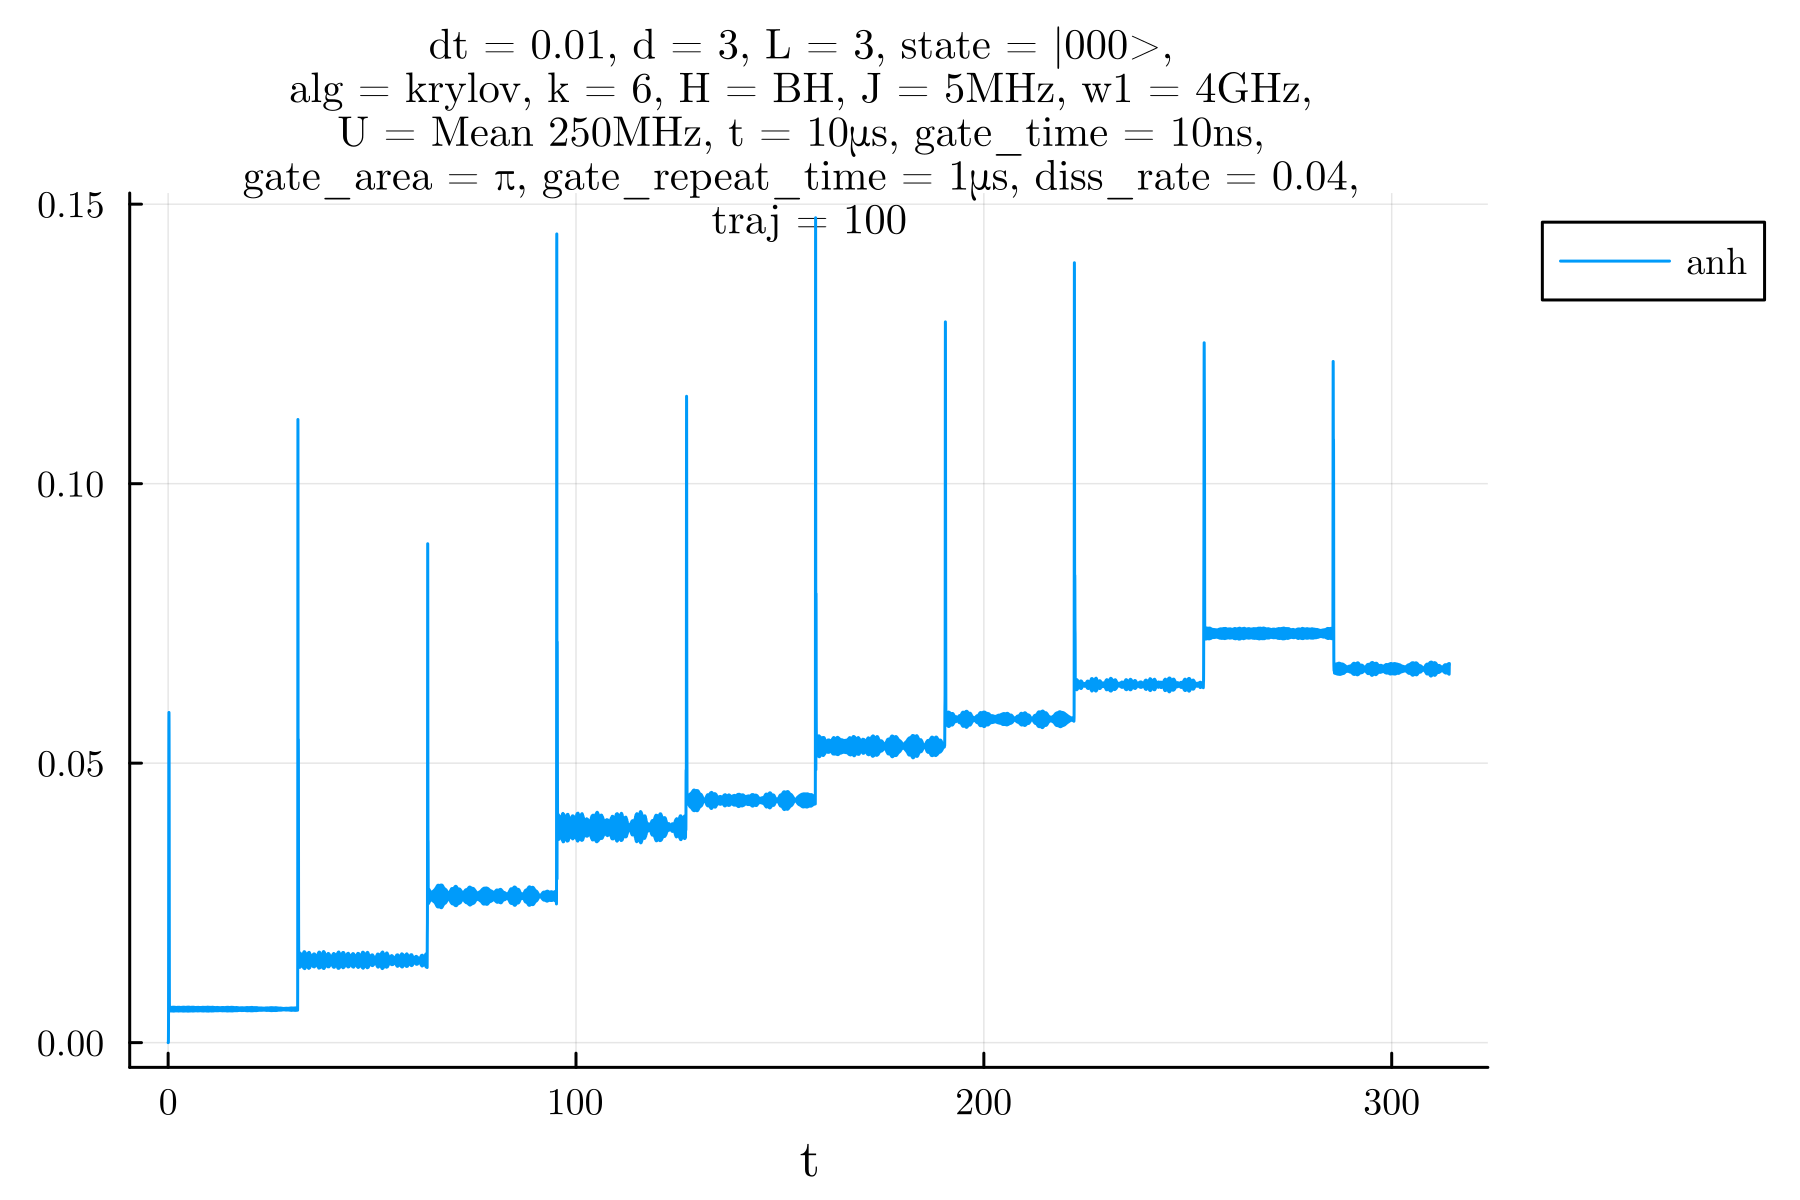 dt = 0.01, d = 3, L = 3, state = |000>,
alg = krylov, k = 6, H = BH, J = 5MHz, w1 = 4GHz,
U = Mean 250MHz, t = 10μs, gate_time = 10ns,
gate_area = π, gate_repeat_time = 1μs, diss_rate = 0.04,
traj = 100
0.15
0.10
0.05
0.00
0
100
200
300
t
anh